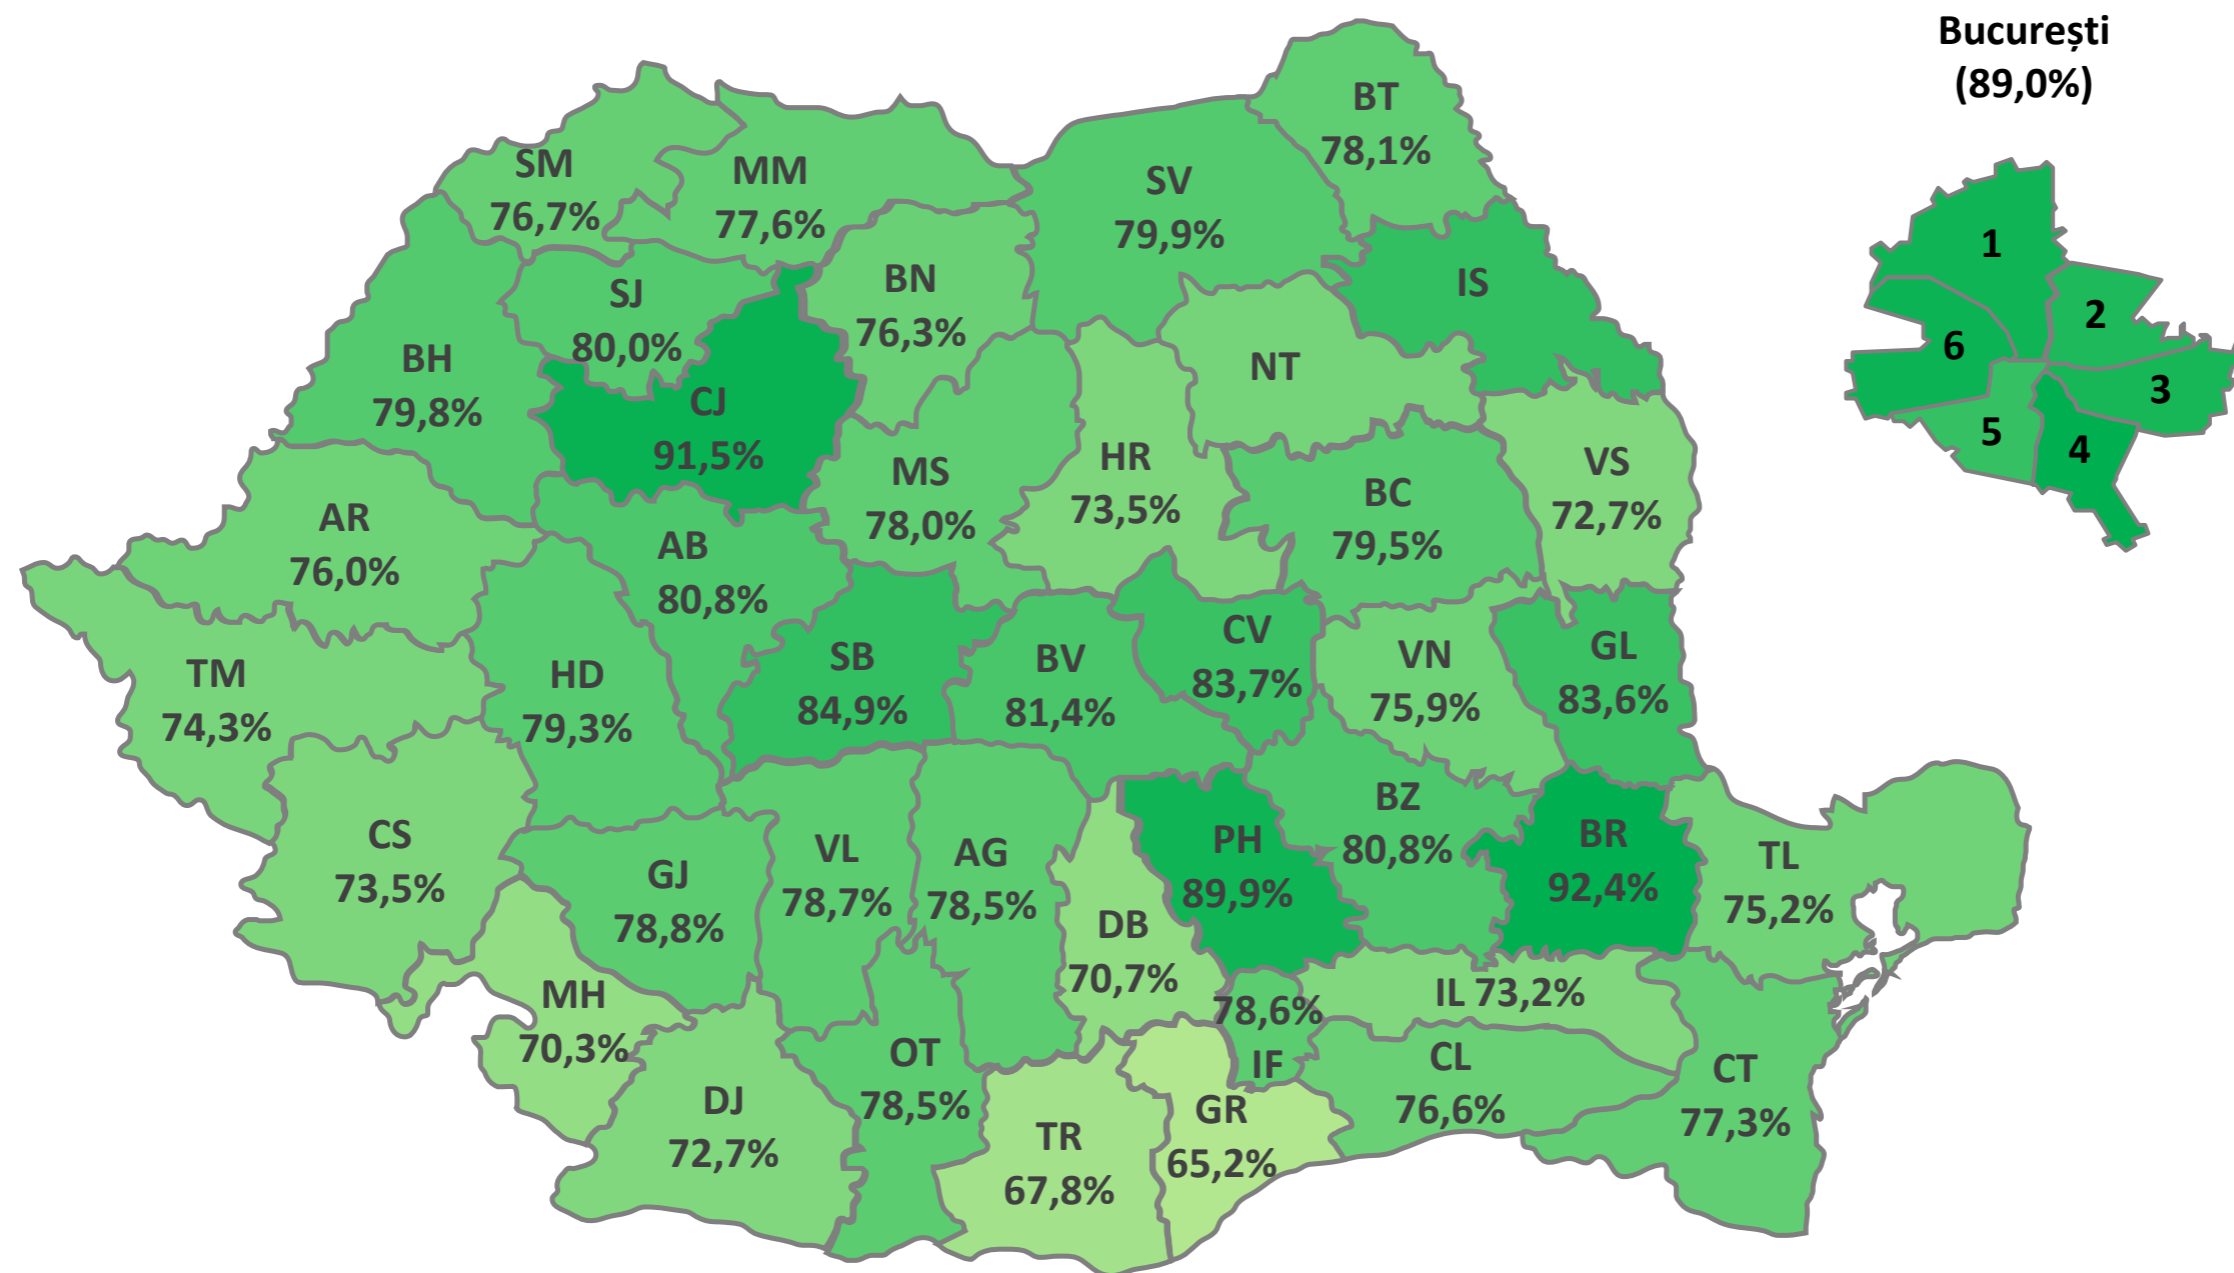 București
(89,0%)
BT
78,1%
SM
76,7%
MM
77,6%
SV
79,9%
1
IS
BN
76,3%
SJ
80,0%
2
6
BH
79,8%
NT
3
CJ
91,5%
5
4
HR
73,5%
VS
72,7%
MS
78,0%
BC
79,5%
AR
76,0%
AB
80,8%
CV
83,7%
GL
83,6%
VN
75,9%
SB
84,9%
BV
81,4%
TM
74,3%
HD
79,3%
BZ
80,8%
CS
73,5%
PH
89,9%
BR
92,4%
VL
78,7%
AG
78,5%
TL
75,2%
GJ
78,8%
DB
70,7%
MH
70,3%
IL 73,2%
78,6%
IF
OT
78,5%
CL
76,6%
CT
77,3%
DJ
72,7%
GR
65,2%
TR
67,8%